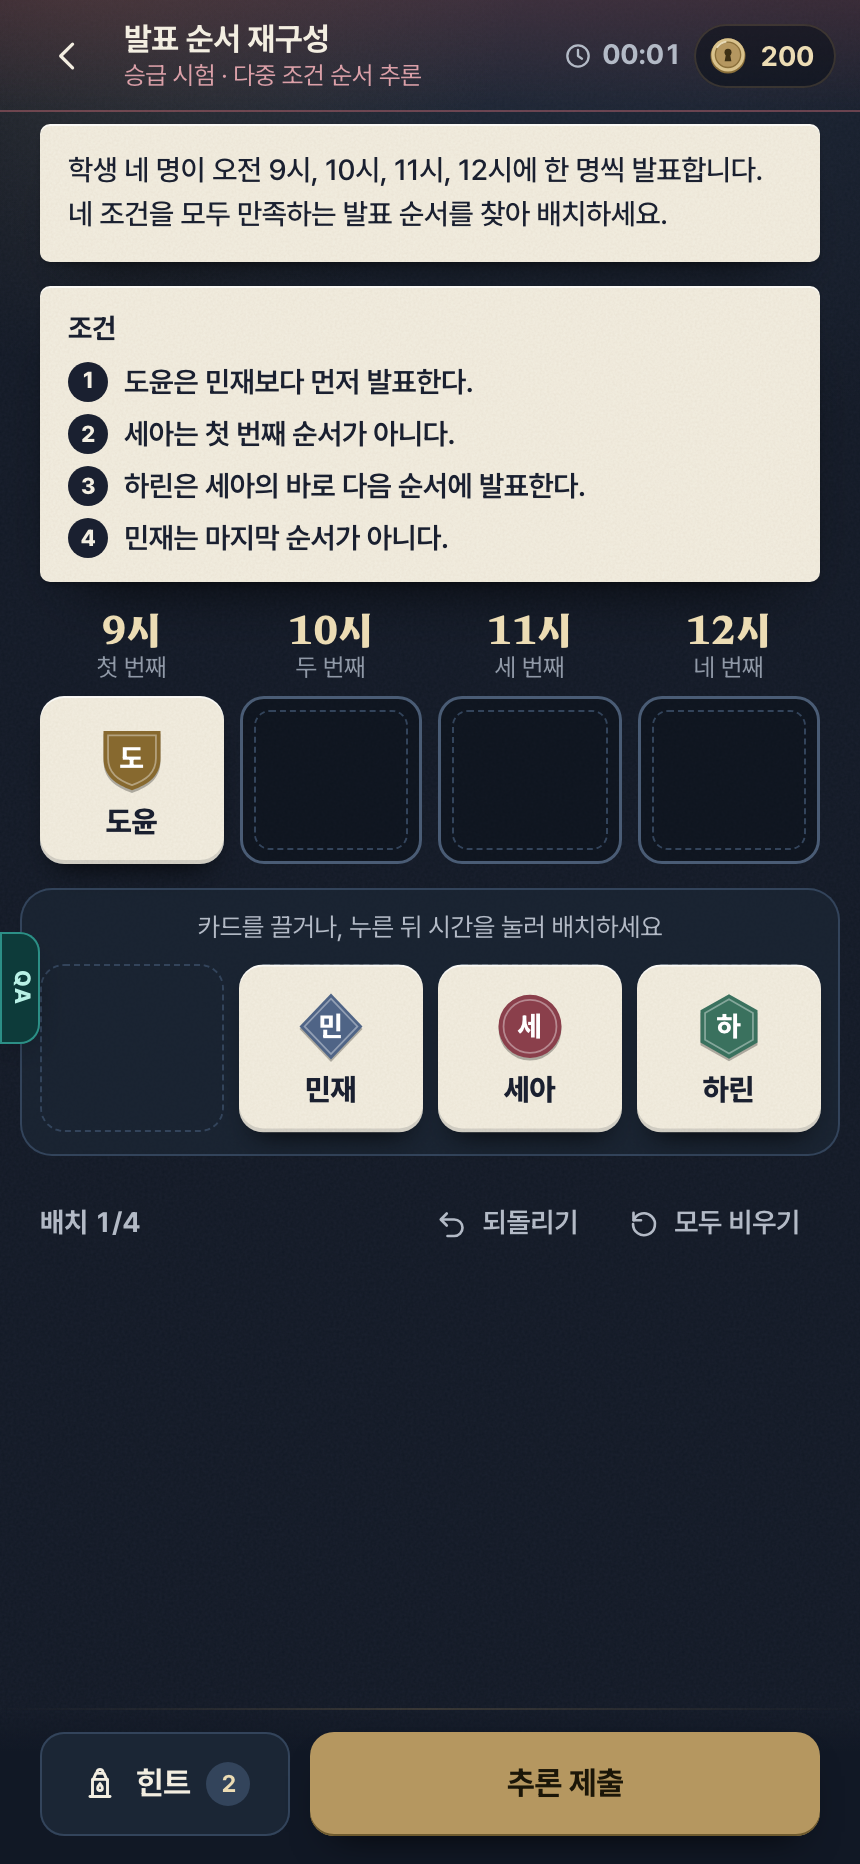 발표 순서 재구성
승급 시험 · 다중 조건 순서 추론
00:01
200
학생 네 명이 오전 9시, 10시, 11시, 12시에 한 명씩 발표합니다.
네 조건을 모두 만족하는 발표 순서를 찾아 배치하세요.
조건
1 도윤은 민재보다 먼저 발표한다.
2 세아는 첫 번째 순서가 아니다.
3 하린은 세아의 바로 다음 순서에 발표한다.
4 민재는 마지막 순서가 아니다.
9시 10시 11시 12시
첫 번째 두 번째 세 번째 네 번째
도
도윤
카드를 끌거나, 누른 뒤 시간을 눌러 배치하세요
QA
민 세 하
민재 세아 하린
배치 1/4 되돌리기 모두 비우기
힌트 2 추론 제출